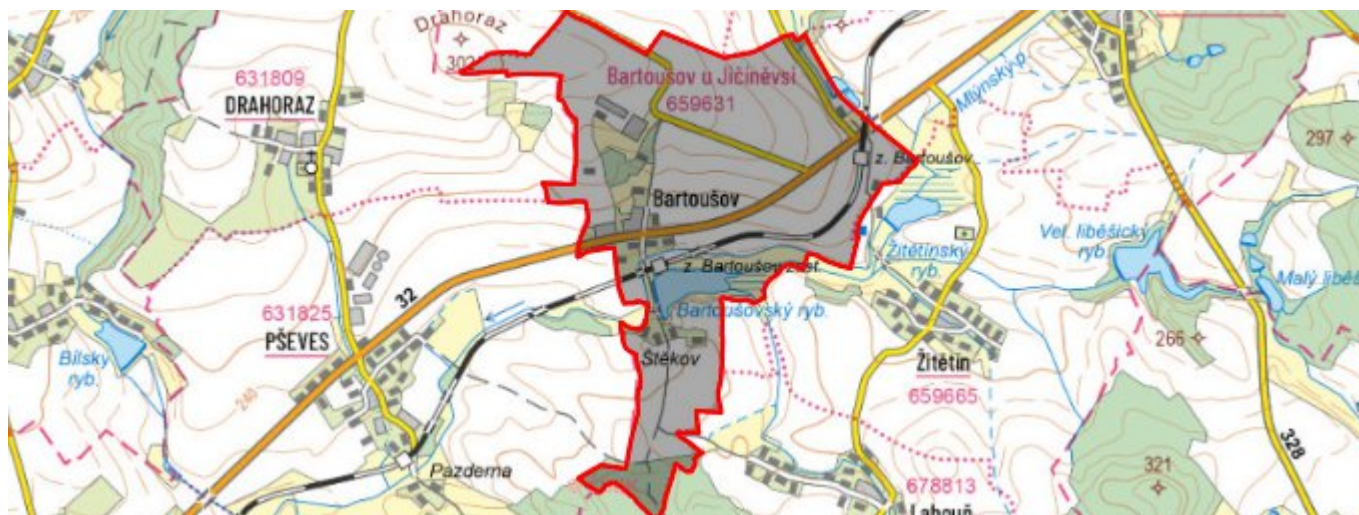 Drahoraz
302
631809
DRAHORAZ
Bartoušov u Jičíněvsi
659631
Mlýnský p.
297
z. Bartoušov
Bartoušov
Žitětínský
ryb.
Vel. liběšický
ryb.
z. Bartoušov zast.
Malý libeš
32
Bartoušovský ryb.
631825
PŠEVES
Bílský
ryb.
Štěkov
266
Žitětín
659665
240
328
Pazderna
321
678813
Labouň